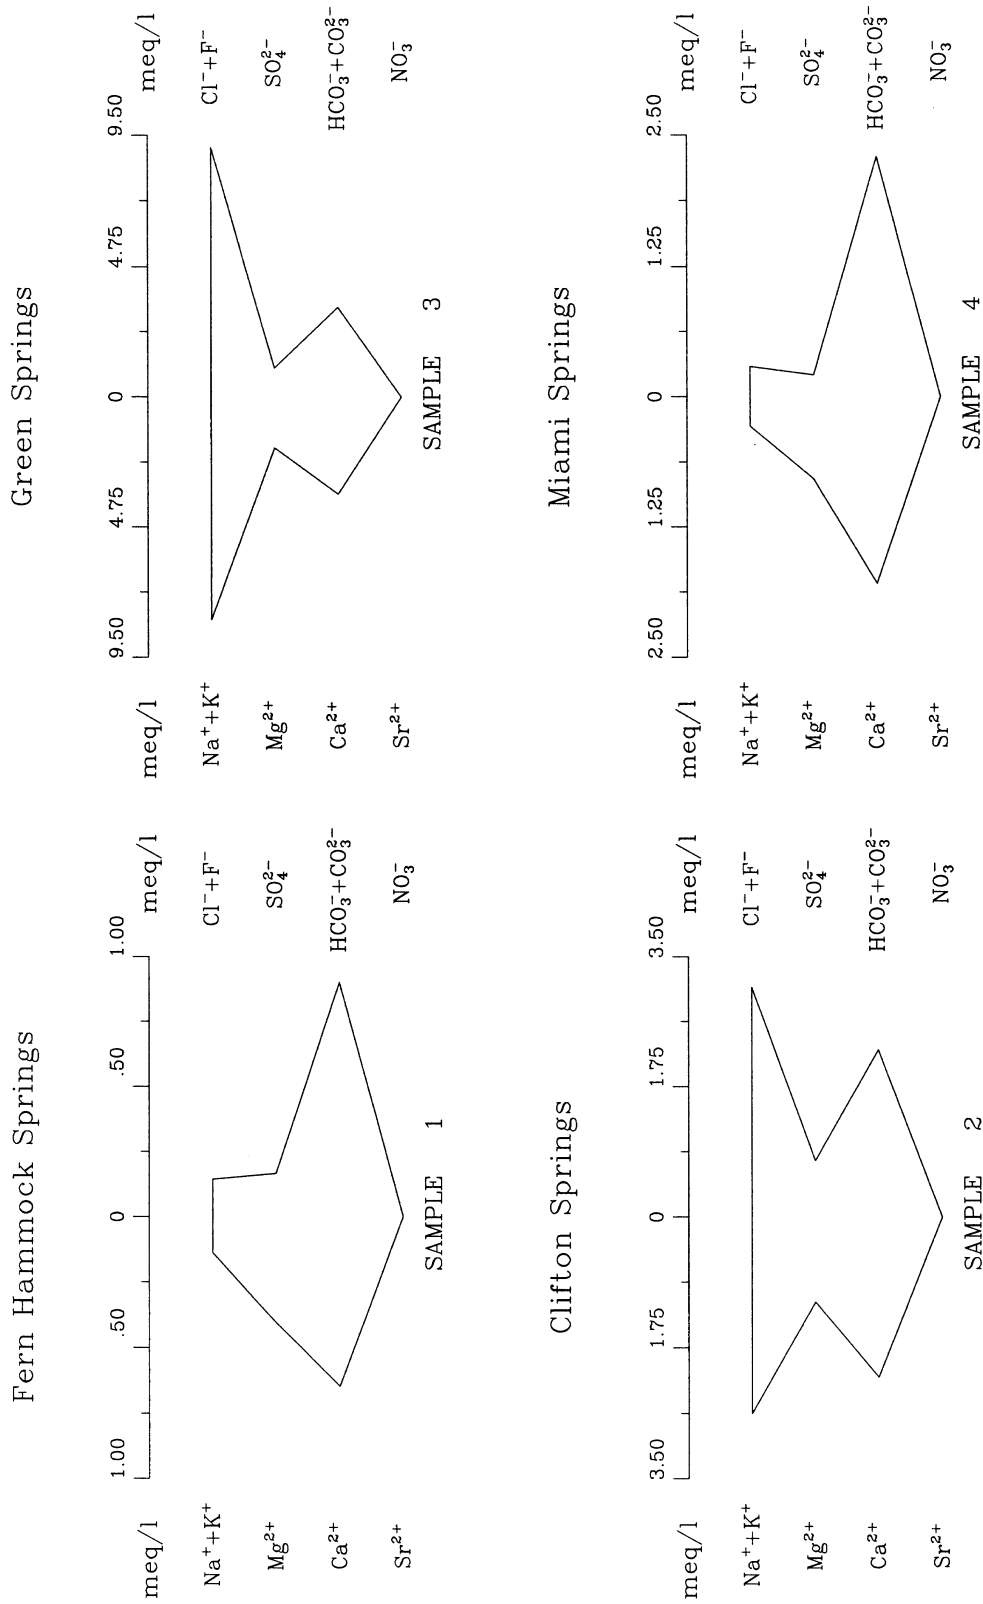 Fern Hammock Springs
meq/l 1.00 .50 0 .50 1.00 meq/l
Na⁺+K⁺ Cl⁻+F⁻
Mg²⁺ SO₄²⁻
Ca²⁺ HCO₃⁻+CO₃²⁻
Sr²⁺ NO₃⁻
SAMPLE 1
Green Springs
meq/l 9.50 4.75 0 4.75 9.50 meq/l
Na⁺+K⁺ Cl⁻+F⁻
Mg²⁺ SO₄²⁻
Ca²⁺ HCO₃⁻+CO₃²⁻
Sr²⁺ NO₃⁻
SAMPLE 3
Clifton Springs
meq/l 3.50 1.75 0 1.75 3.50 meq/l
Na⁺+K⁺ Cl⁻+F⁻
Mg²⁺ SO₄²⁻
Ca²⁺ HCO₃⁻+CO₃²⁻
Sr²⁺ NO₃⁻
SAMPLE 2
Miami Springs
meq/l 2.50 1.25 0 1.25 2.50 meq/l
Na⁺+K⁺ Cl⁻+F⁻
Mg²⁺ SO₄²⁻
Ca²⁺ HCO₃⁻+CO₃⁻
Sr²⁺ NO₃⁻
SAMPLE 4